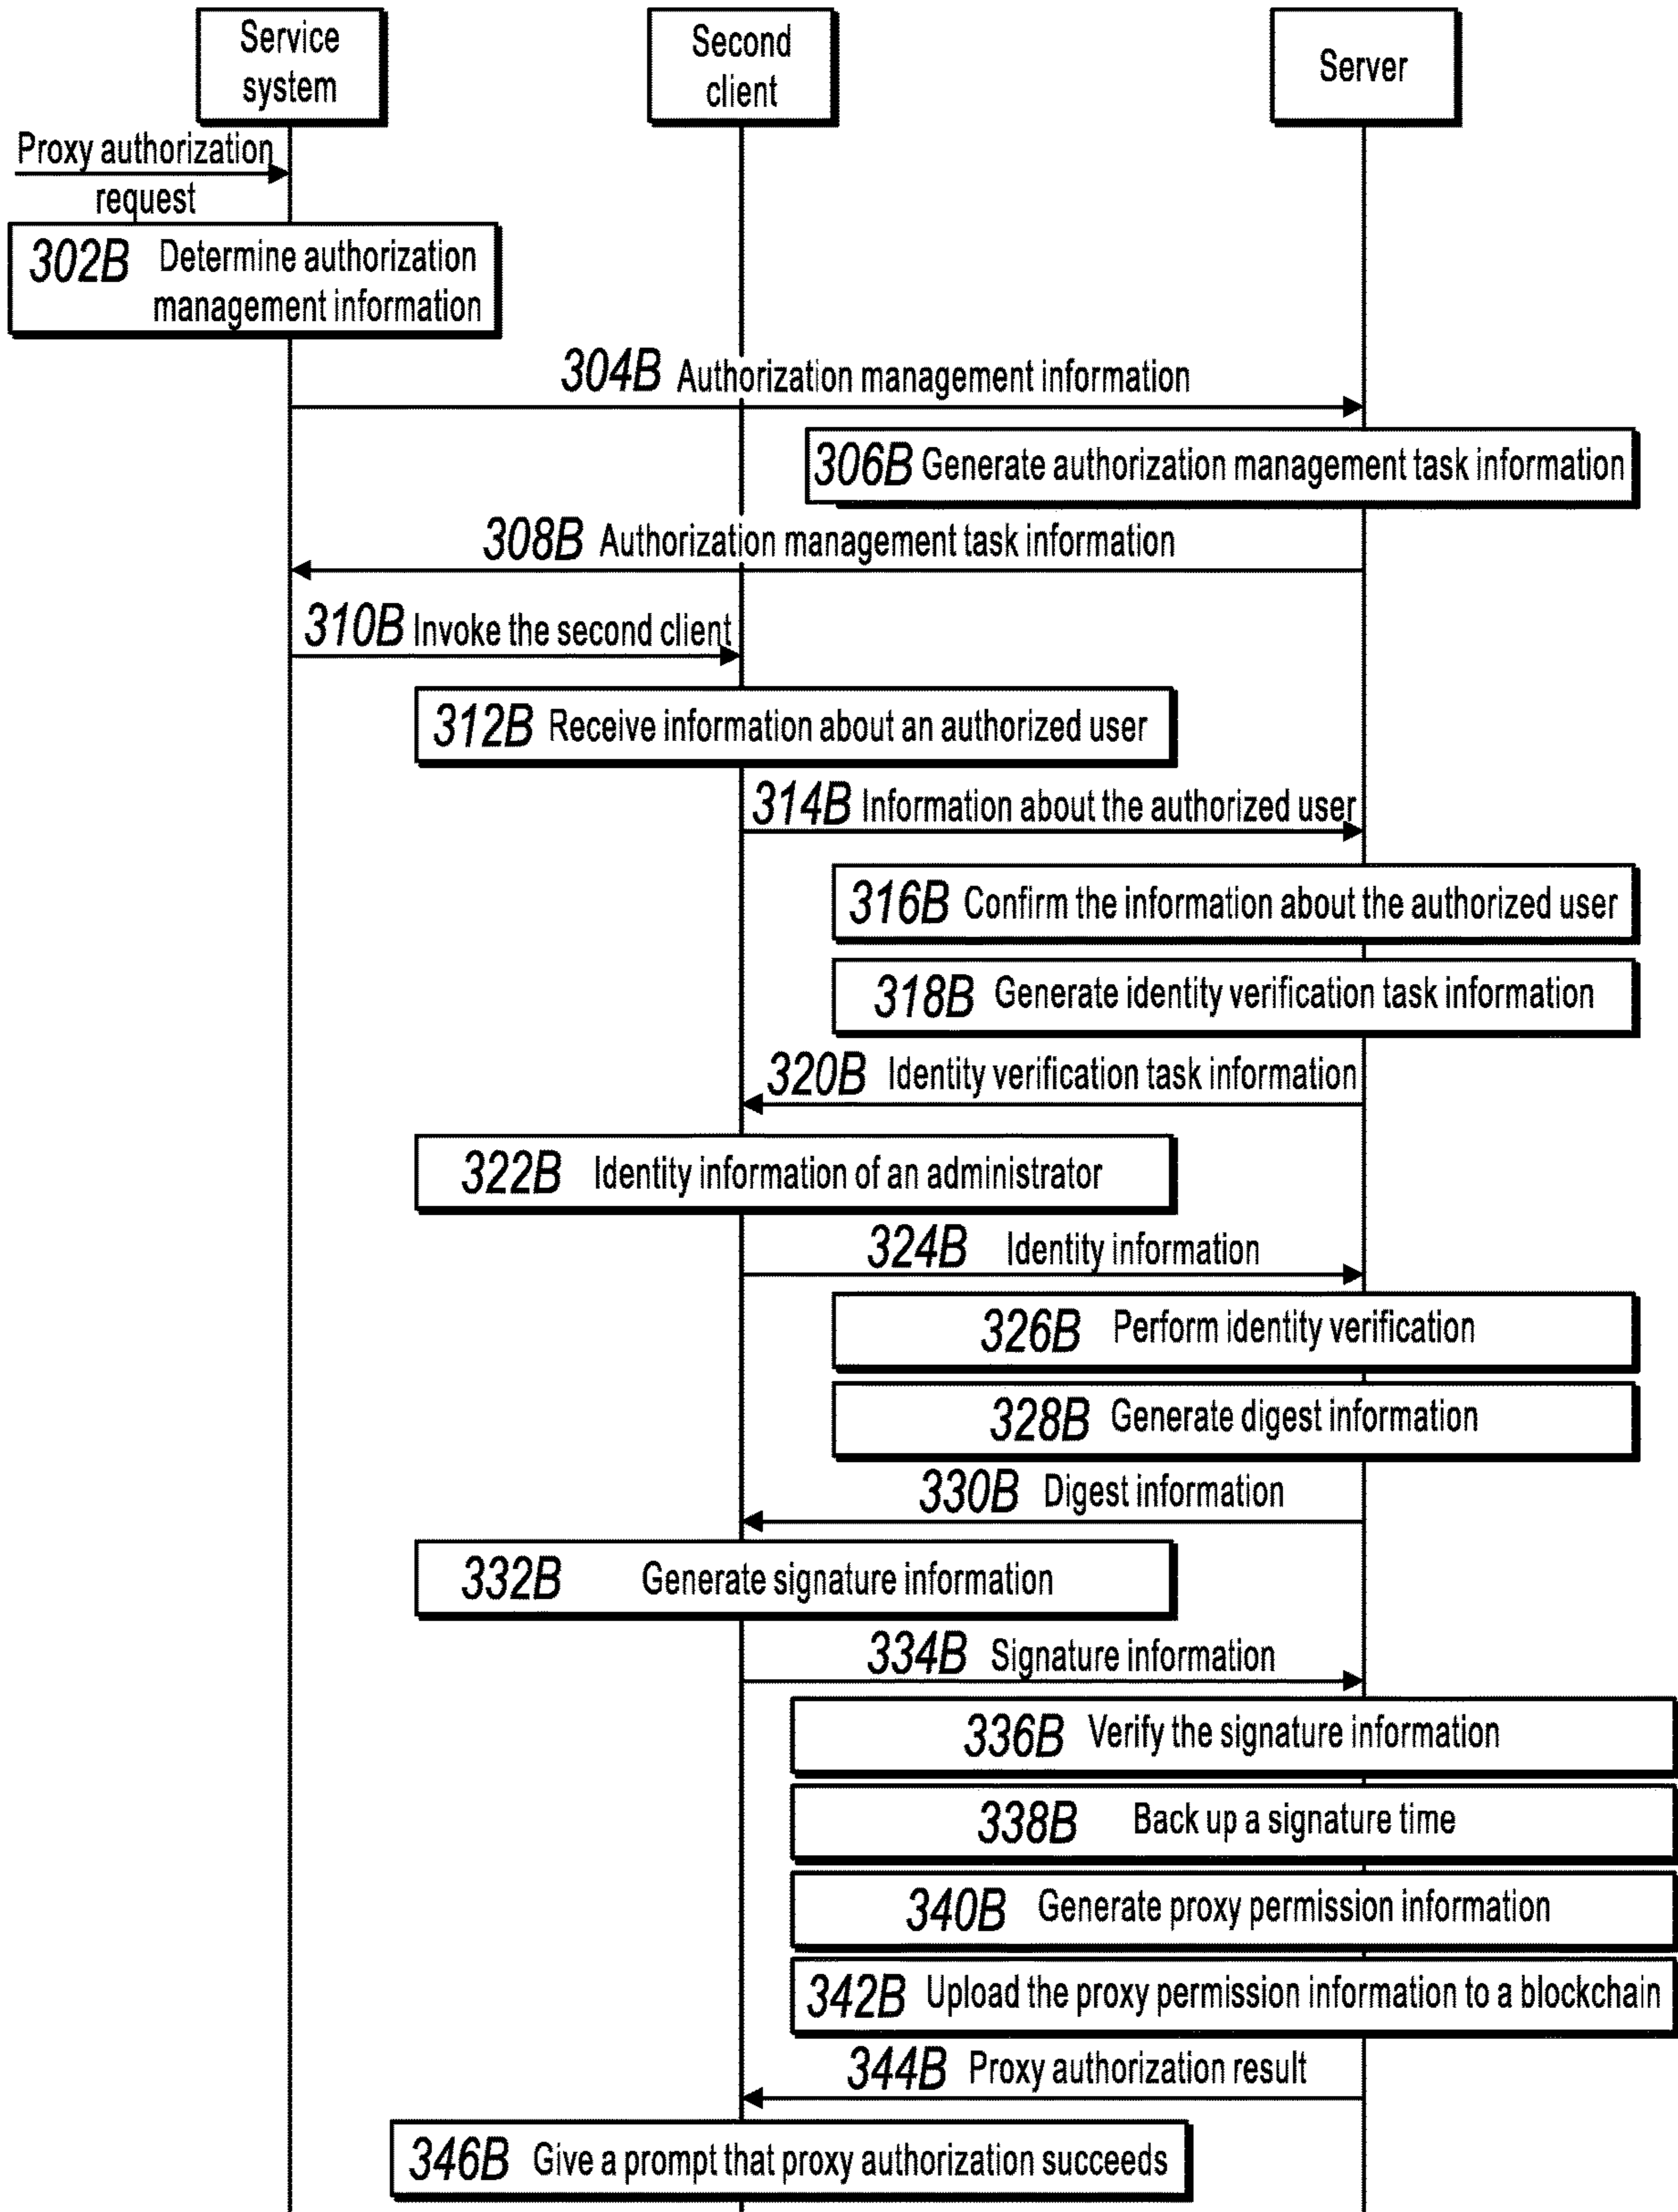 Service
system
Second
client
Server
Proxy authorization
request
302B Determine authorization
management information
304B Authorization management information
306B Generate authorization management task information
308B Authorization management task information
310B Invoke the second client
312B Receive information about an authorized user
314B Information about the authorized user
316B Confirm the information about the authorized user
318B Generate identity verification task information
320B Identity verification task information
322B Identity information of an administrator
324B Identity information
326B Perform identity verification
328B Generate digest information
330B Digest information
332B Generate signature information
334B Signature information
336B Verify the signature information
338B Back up a signature time
340B Generate proxy permission information
342B Upload the proxy permission information to a blockchain
344B Proxy authorization result
346B Give a prompt that proxy authorization succeeds